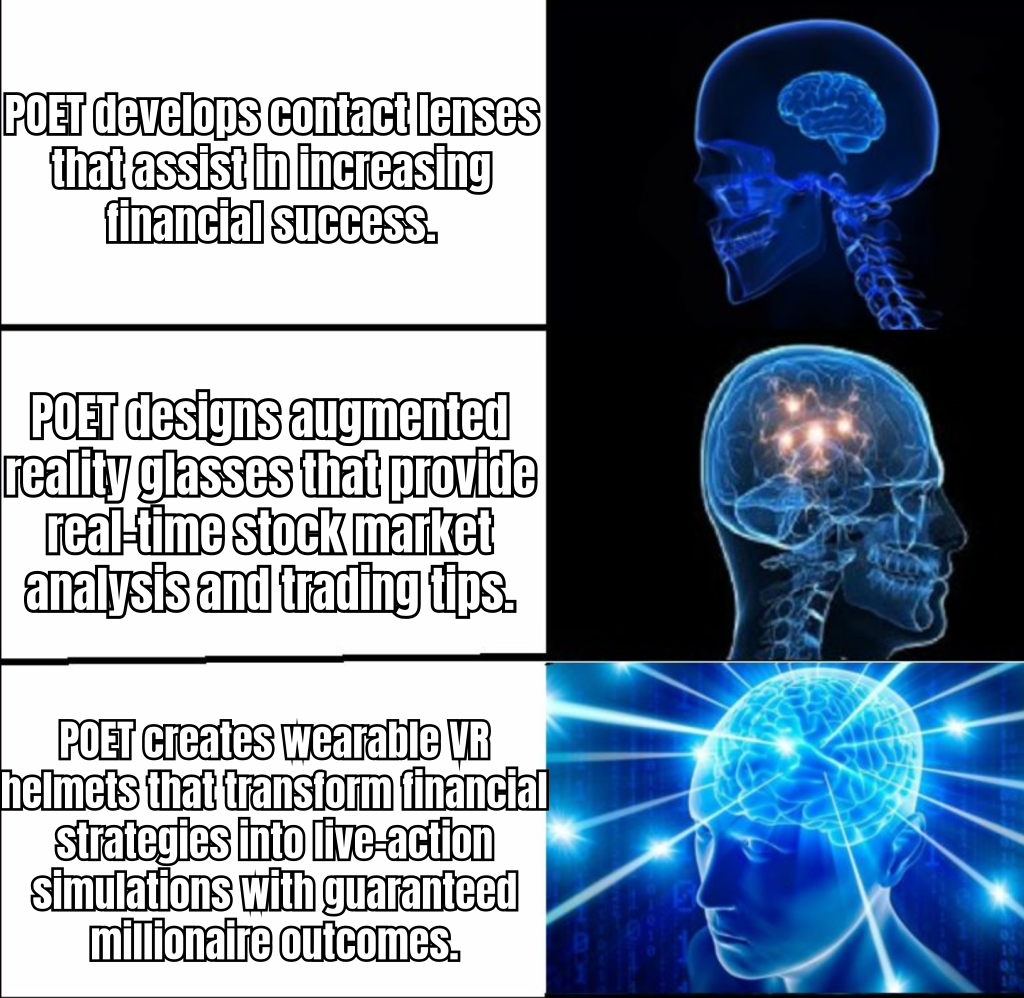 POET develops contact lenses
that assist in increasing
financial success.
POET designs augmented
reality glasses that provide
real-time stock market
analysis and trading tips.
POET creates wearable VR
helmets that transform financial
strategies into live-action
simulations with guaranteed
millionaire outcomes.